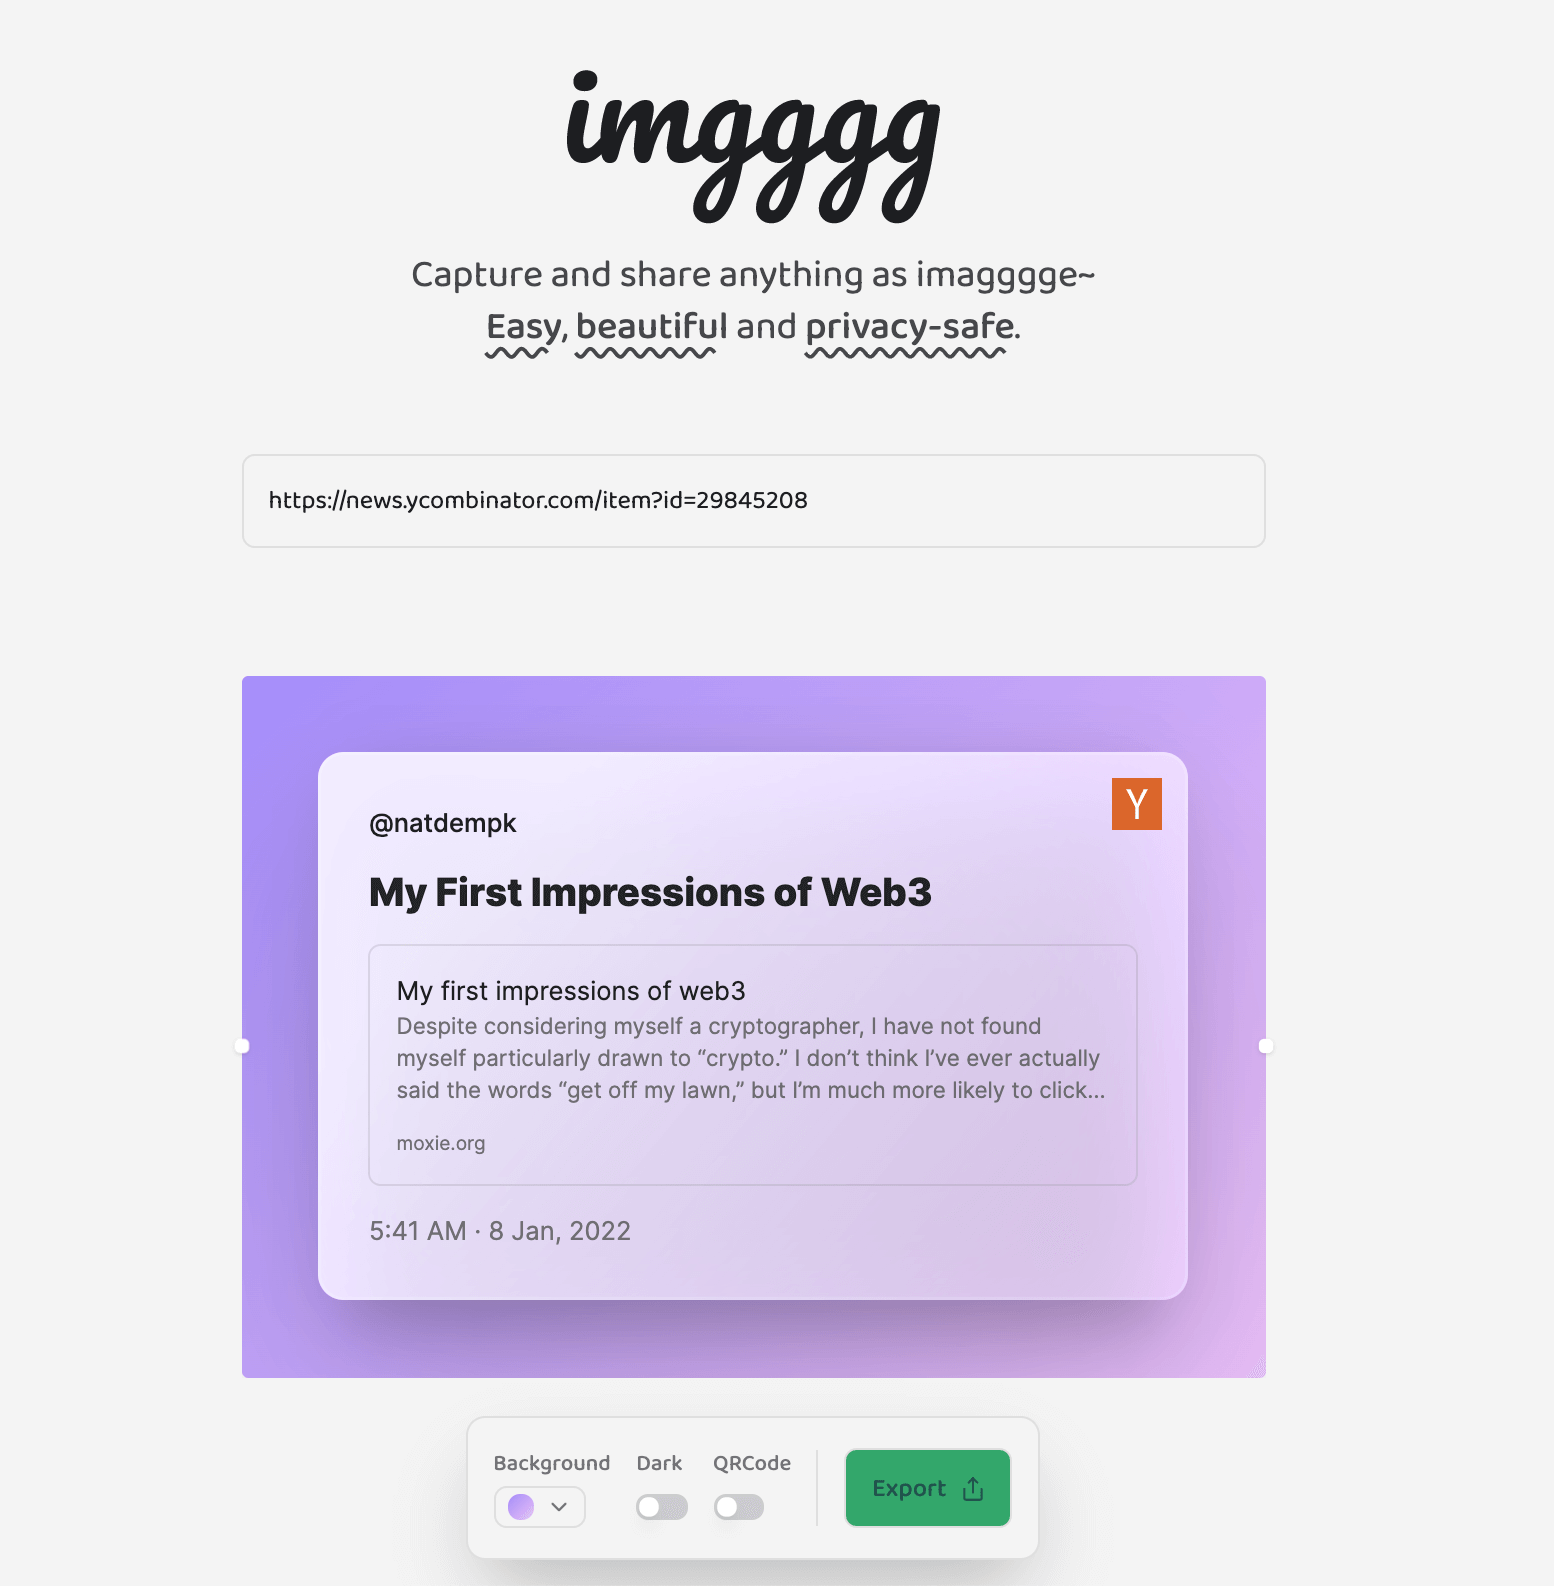 imgggg
Capture and share anything as imagggge~
Easy, beautiful and privacy-safe.
https://news.ycombinator.com/item?id=29845208
Y
@natdempk
My First Impressions of Web3
My first impressions of web3
Despite considering myself a cryptographer, I have not found
myself particularly drawn to “crypto.” I don’t think I’ve ever actually
said the words “get off my lawn,” but I’m much more likely to click...
moxie.org
5:41 AM · 8 Jan, 2022
Background Dark QRCode
Export